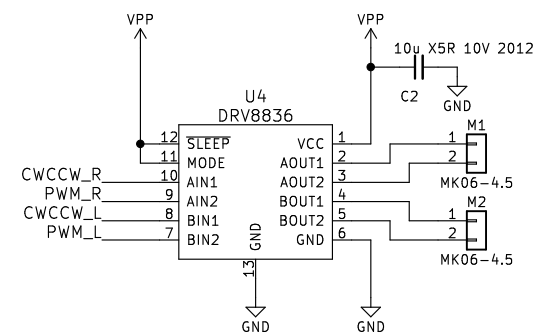 VPP
VPP
10u X5R 10V 2012
C2
GND
U4
DRV8836
12 SLEEP VCC 1
11 MODE AOUT1 2
CWCCW_R 10 AIN1 AOUT2 3
PWM_R 9 AIN2 BOUT1 4
CWCCW_L 8 BIN1 BOUT2 5
PWM_L 7 BIN2 GND 6
GND
13
GND
GND
M1
1
2
MK06-4.5
M2
1
2
MK06-4.5